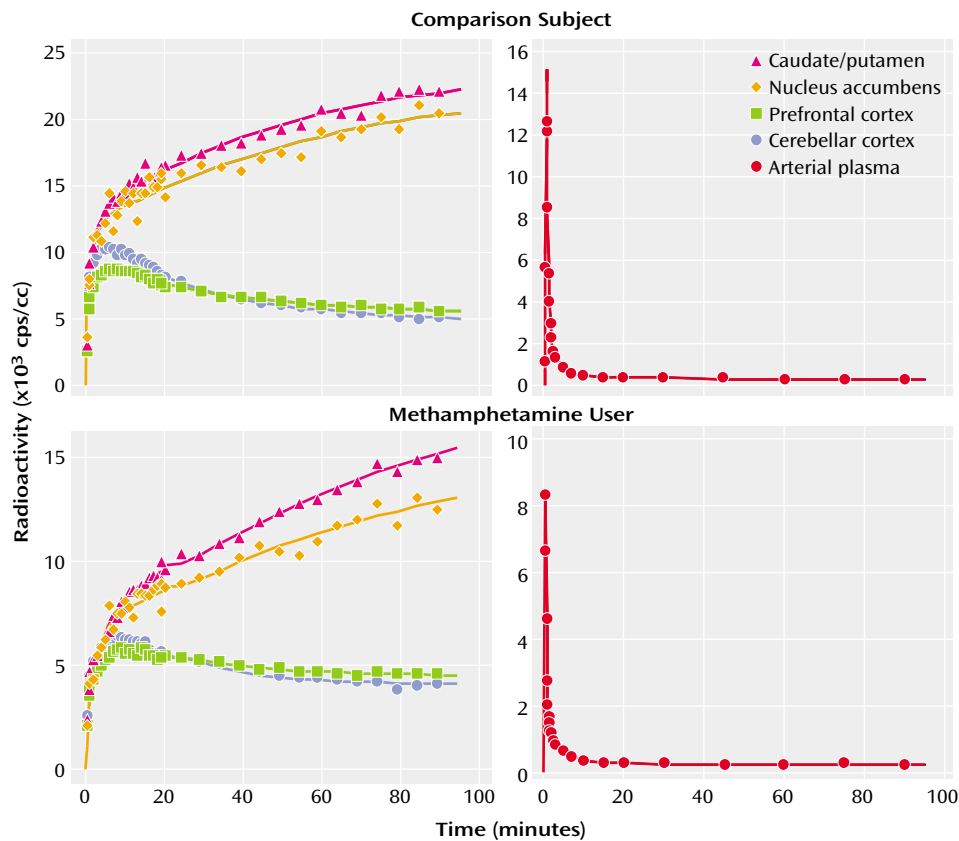 Comparison Subject
25
20
15
10
5
0
16
14
12
10
8
6
4
2
0
Caudate/putamen
Nucleus accumbens
Prefrontal cortex
Cerebellar cortex
Arterial plasma
Radioactivity (x10³ cps/cc)
Methamphetamine User
15
10
5
0
0 20 40 60 80 100
10
8
6
4
2
0
0 20 40 60 80 100
Time (minutes)